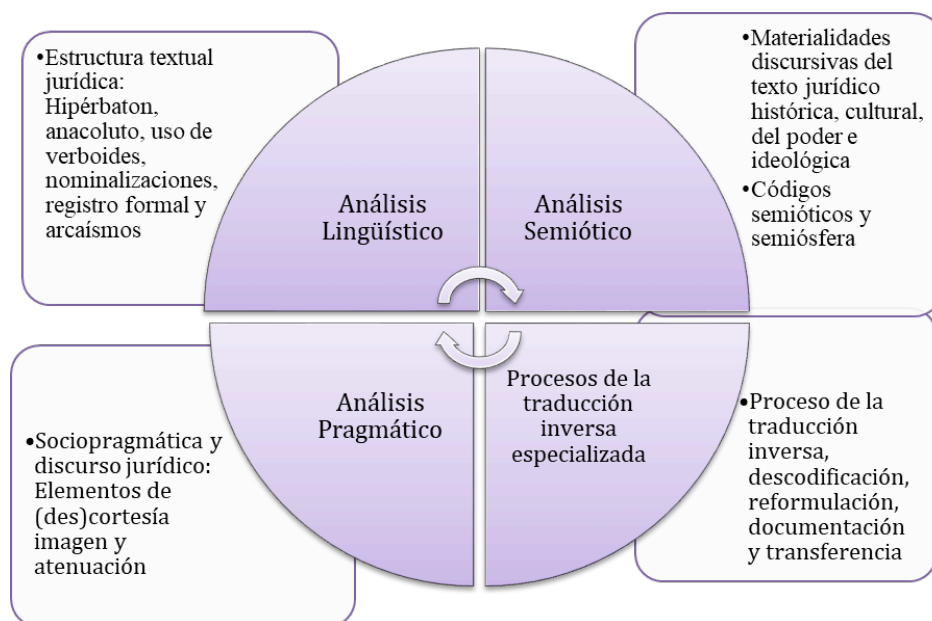 •Estructura textual
jurídica:
Hipérbaton,
anacoluto, uso de
verboides,
nominalizaciones,
registro formal y
arcaísmos
Análisis
Lingüístico
Análisis
Semiótico
•Materialidades
discursivas del
texto jurídico
histórica, cultural,
del poder e
ideológica
•Códigos
semióticos y
semiósfera
•Sociopragmática y
discurso jurídico:
Elementos de
(des)cortesía
imagen y
atenuación
Análisis
Pragmático
Procesos de la
traducción
inversa
especializada
•Proceso de la
traducción
inversa,
descodificación,
reformulación,
documentación
y transferencia